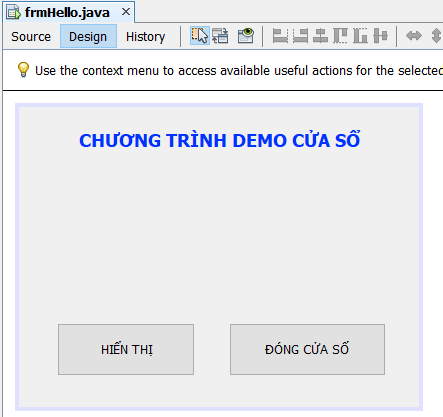 frmHello.java
Source Design History
Use the context menu to access available useful actions for the selected
CHƯƠNG TRÌNH DEMO CỬA SỔ
HIỂN THỊ ĐÓNG CỬA SỔ